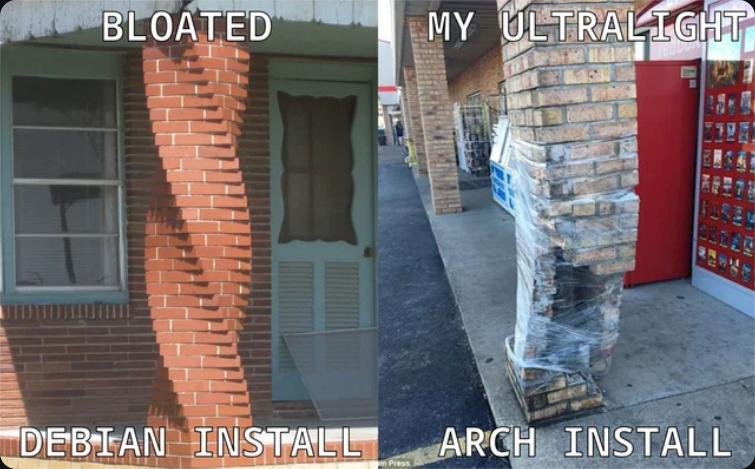 BLOATED
MY ULTRALIGHT
DEBIAN INSTALL
ARCH INSTALL